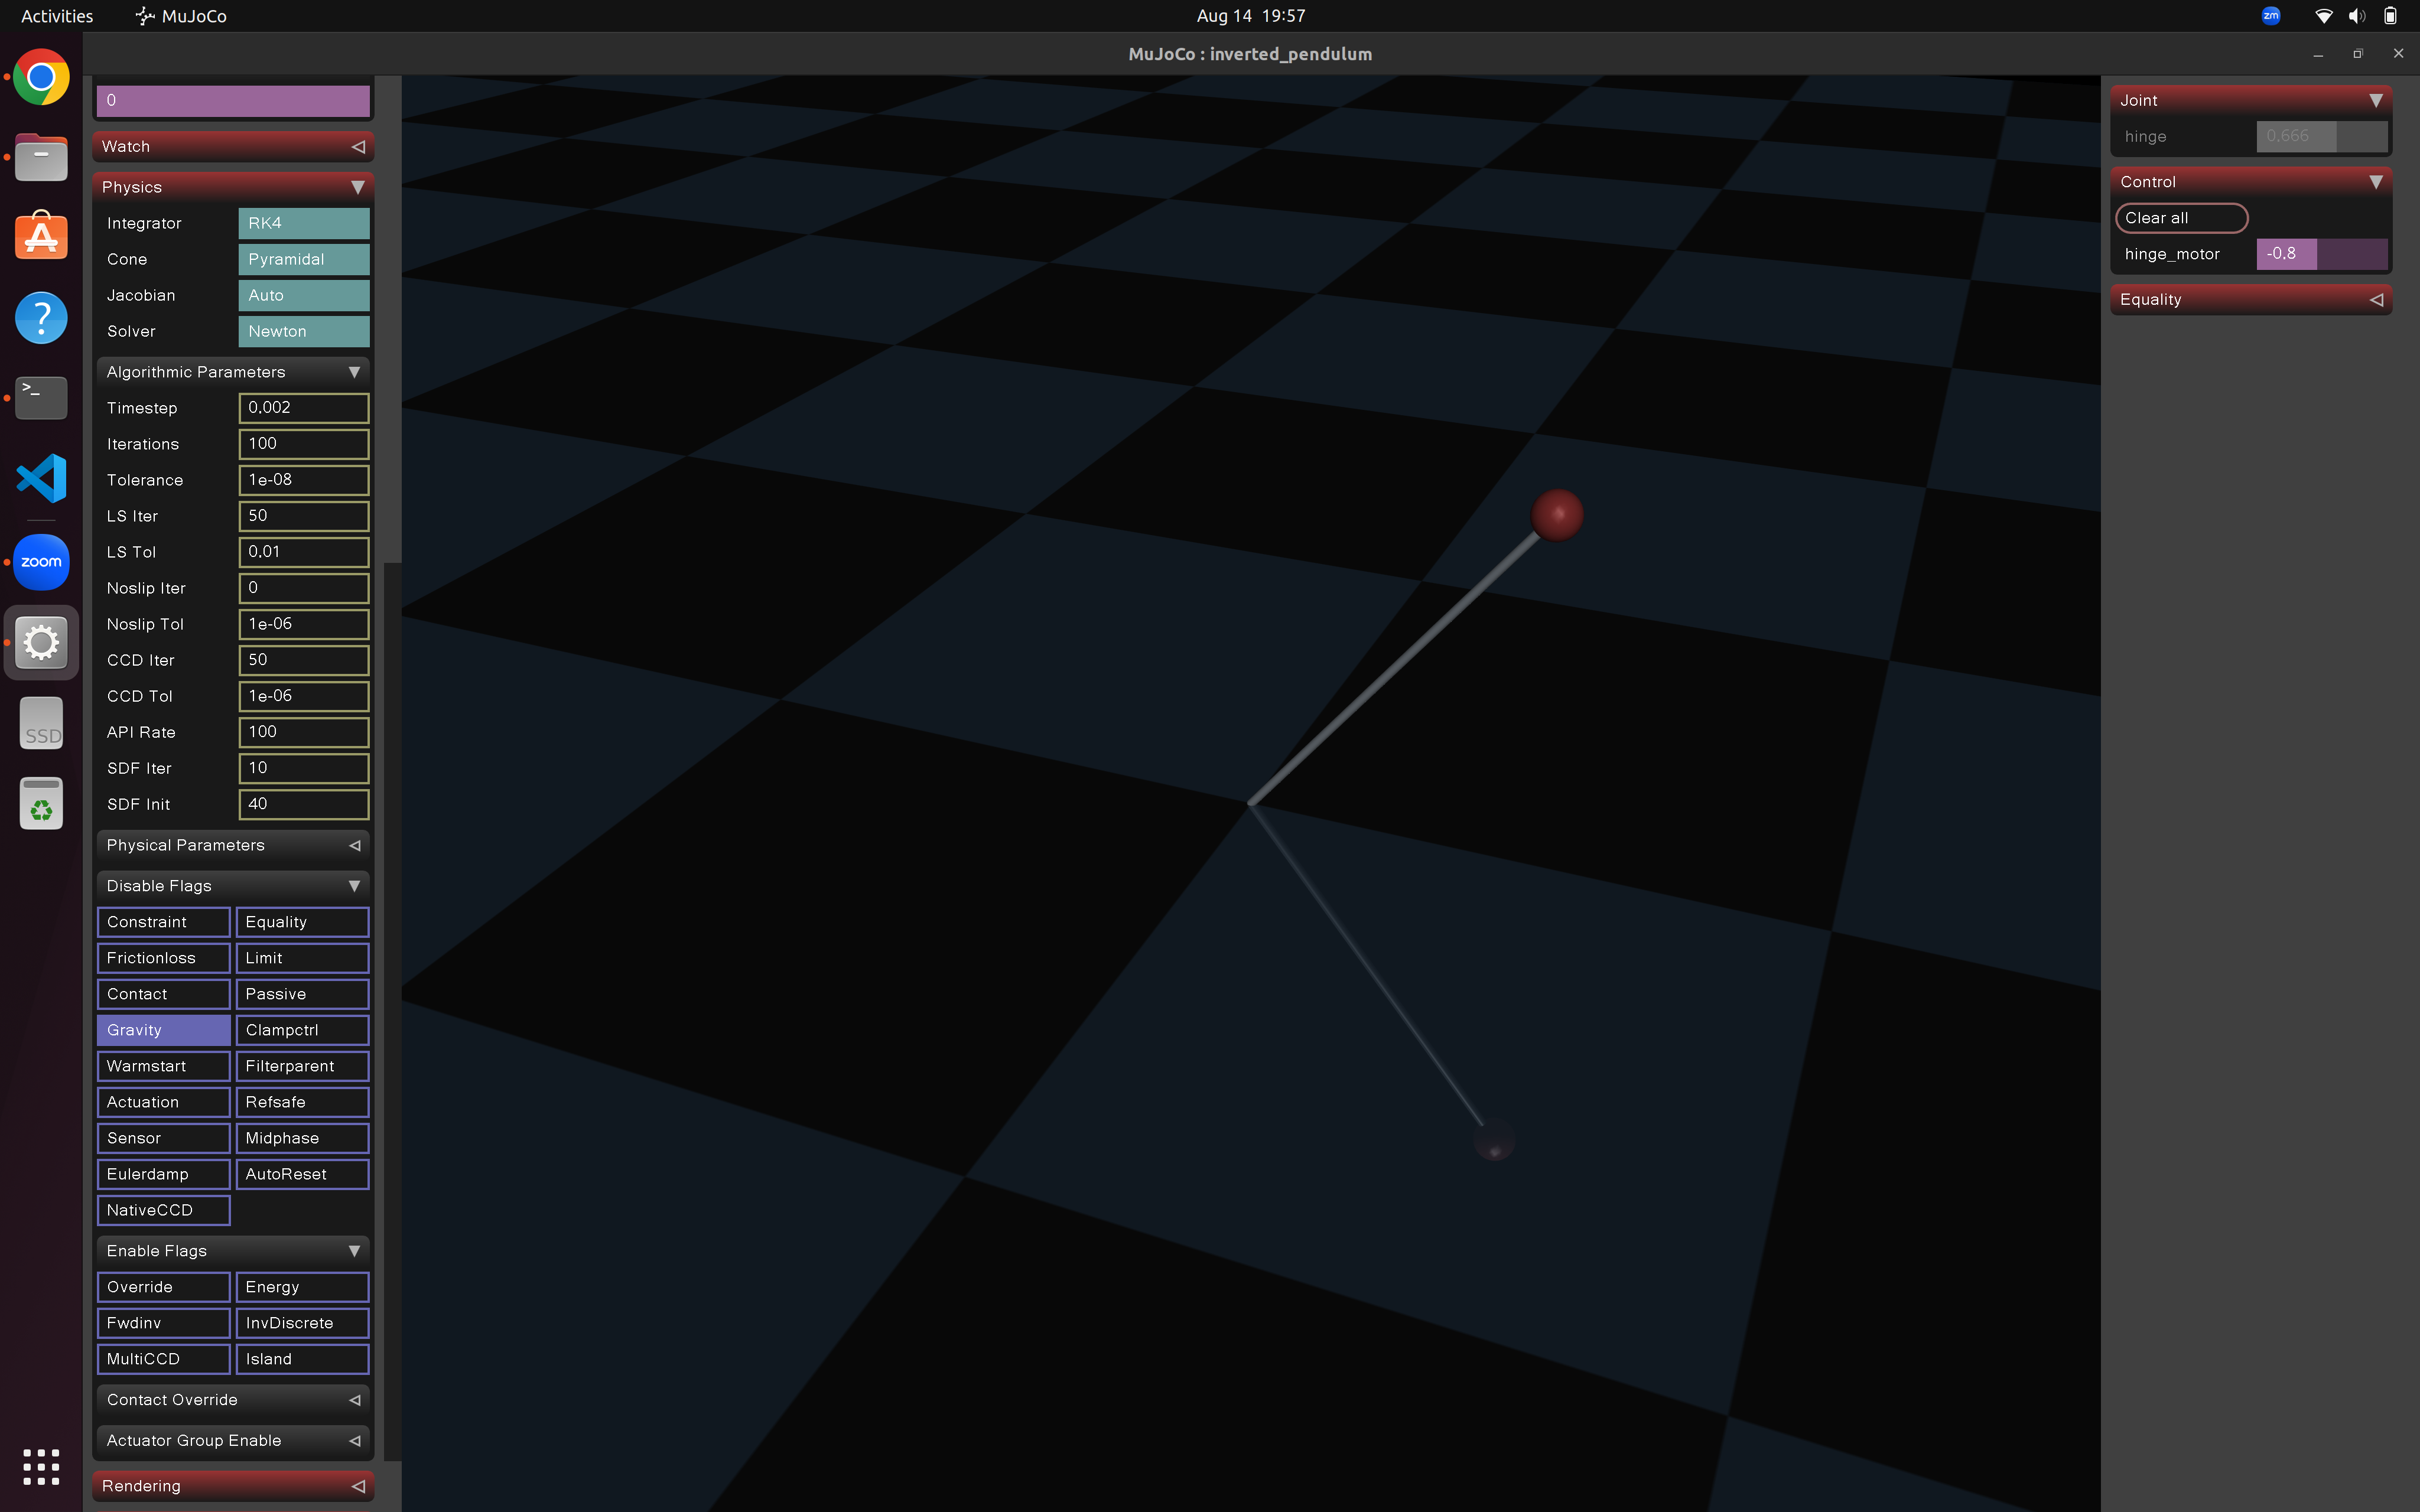 Activities
MuJoCo
Aug 14 19:57
zm
MuJoCo : inverted_pendulum
0
Watch
Physics
Integrator RK4
Cone Pyramidal
Jacobian Auto
Solver Newton
Algorithmic Parameters
Timestep 0.002
Iterations 100
Tolerance 1e-08
LS Iter 50
LS Tol 0.01
Noslip Iter 0
Noslip Tol 1e-06
CCD Iter 50
CCD Tol 1e-06
API Rate 100
SDF Iter 10
SDF Init 40
Physical Parameters
Disable Flags
Constraint Equality
Frictionloss Limit
Contact Passive
Gravity Clampctrl
Warmstart Filterparent
Actuation Refsafe
Sensor Midphase
Eulerdamp AutoReset
NativeCCD
Enable Flags
Override Energy
Fwdinv InvDiscrete
MultiCCD Island
Contact Override
Actuator Group Enable
Rendering
Joint
hinge 0.666
Control
Clear all
hinge_motor -0.8
Equality
>_
zoom
SSD